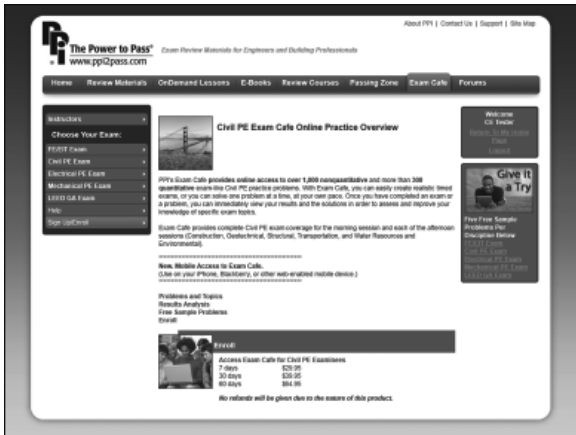 About PPI | Contact Us | Support | Site Map
PPi
The Power to Pass®
www.ppi2pass.com
Exam Review Materials for Engineers and Building Professionals
Home Review Materials OnDemand Lessons E-Books Review Courses Passing Zone Exam Cafe Forums
Instructors
Choose Your Exam:
FE/EIT Exam
Civil PE Exam
Electrical PE Exam
Mechanical PE Exam
LEED GA Exam
Help
Sign Up/Enroll
Civil PE Exam Cafe Online Practice Overview
PPI's Exam Cafe provides online access to over 1,000 nonquantitative and more than 300
quantitative exam-like Civil PE practice problems. With Exam Cafe, you can easily create realistic timed
exams, or you can solve one problem at a time, at your own pace. Once you have completed an exam or
a problem, you can immediately view your results and the solutions in order to assess and improve your
knowledge of specific exam topics.
Exam Cafe provides complete Civil PE exam coverage for the morning session and each of the afternoon
sessions (Construction, Geotechnical, Structural, Transportation, and Water Resources and
Environmental).
New, Mobile Access to Exam Cafe.
(Use on your iPhone, Blackberry, or other web-enabled mobile device.)
Problems and Topics
Results Analysis
Free Sample Problems
Enroll
Enroll
Access Exam Cafe for Civil PE Examinees
7 days $29.95
30 days $39.95
60 days $64.95
No refunds will be given due to the nature of this product.
Welcome
CE Tester
Return To My Home
Page
Logout
Give it
a Try
Five Free Sample
Problems Per
Discipline Below
FE/EIT Exam
Civil PE Exam
Electrical PE Exam
Mechanical PE Exam
LEED GA Exam